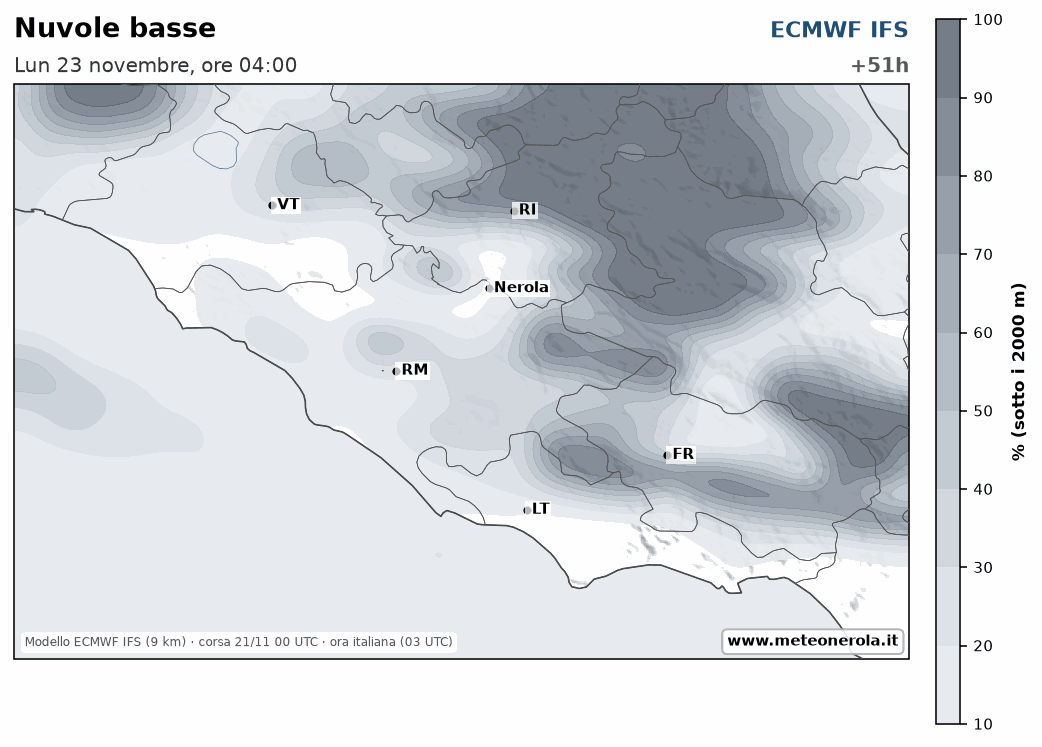 Nuvole basse
ECMWF IFS
Lun 23 novembre, ore 04:00
+51h
VT
RI
Nerola
RM
FR
LT
Modello ECMWF IFS (9 km) · corsa 21/11 00 UTC · ora italiana (03 UTC)
www.meteonerola.it
100
90
80
70
60
50
40
30
20
10
% (sotto i 2000 m)